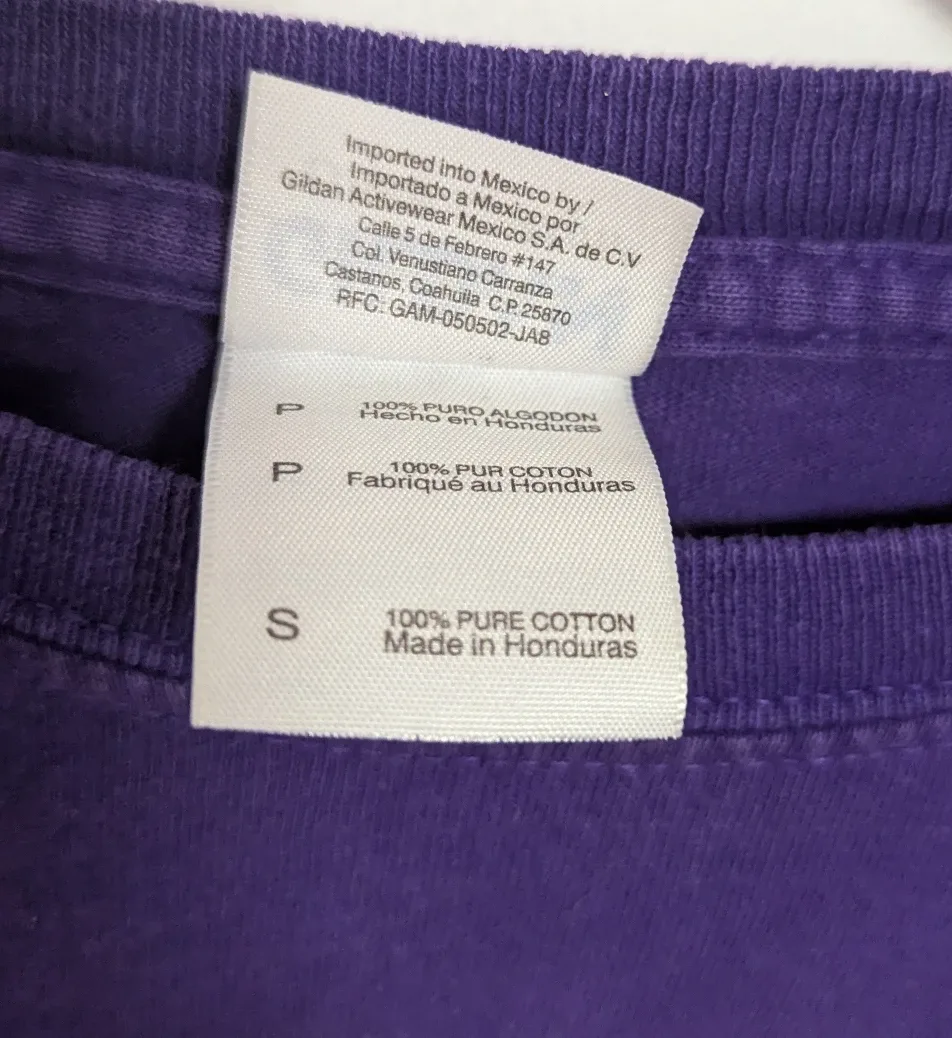 Imported into Mexico by /
Importado a Mexico por
Gildan Activewear Mexico S.A. de C.V
Calle 5 de Febrero #147
Col. Venustiano Carranza
Castanos, Coahuila C.P. 25870
RFC. GAM-050502-JA8
P 100% PURO ALGODON
Hecho en Honduras
P 100% PUR COTON
Fabriqué au Honduras
S 100% PURE COTTON
Made in Honduras